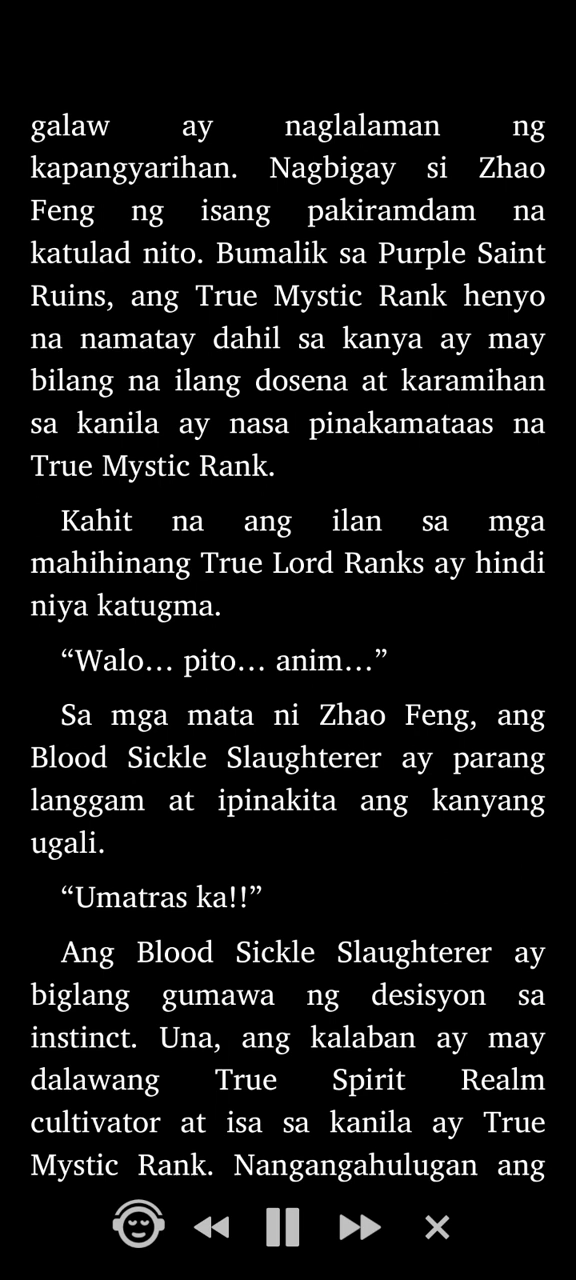 galaw ay naglalaman ng
kapangyarihan. Nagbigay si Zhao
Feng ng isang pakiramdam na
katulad nito. Bumalik sa Purple Saint
Ruins, ang True Mystic Rank henyo
na namatay dahil sa kanya ay may
bilang na ilang dosena at karamihan
sa kanila ay nasa pinakamataas na
True Mystic Rank.
Kahit na ang ilan sa mga
mahihinang True Lord Ranks ay hindi
niya katugma.
“Walo… pito… anim…”
Sa mga mata ni Zhao Feng, ang
Blood Sickle Slaughterer ay parang
langgam at ipinakita ang kanyang
ugali.
“Umatras ka!!”
Ang Blood Sickle Slaughterer ay
biglang gumawa ng desisyon sa
instinct. Una, ang kalaban ay may
dalawang True Spirit Realm
cultivator at isa sa kanila ay True
Mystic Rank. Nangangahulugan ang